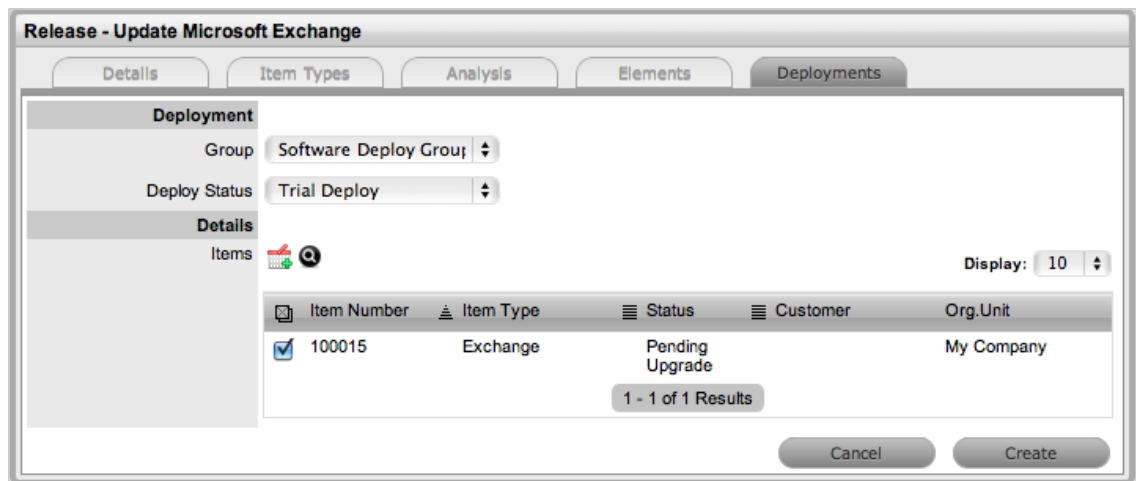 Release - Update Microsoft Exchange
Details Item Types Analysis Elements Deployments
Deployment
Group Software Deploy Group
Deploy Status Trial Deploy
Details
Items
Display: 10
Item Number Item Type Status Customer Org.Unit
100015 Exchange Pending My Company
Upgrade
1 - 1 of 1 Results
Cancel Create